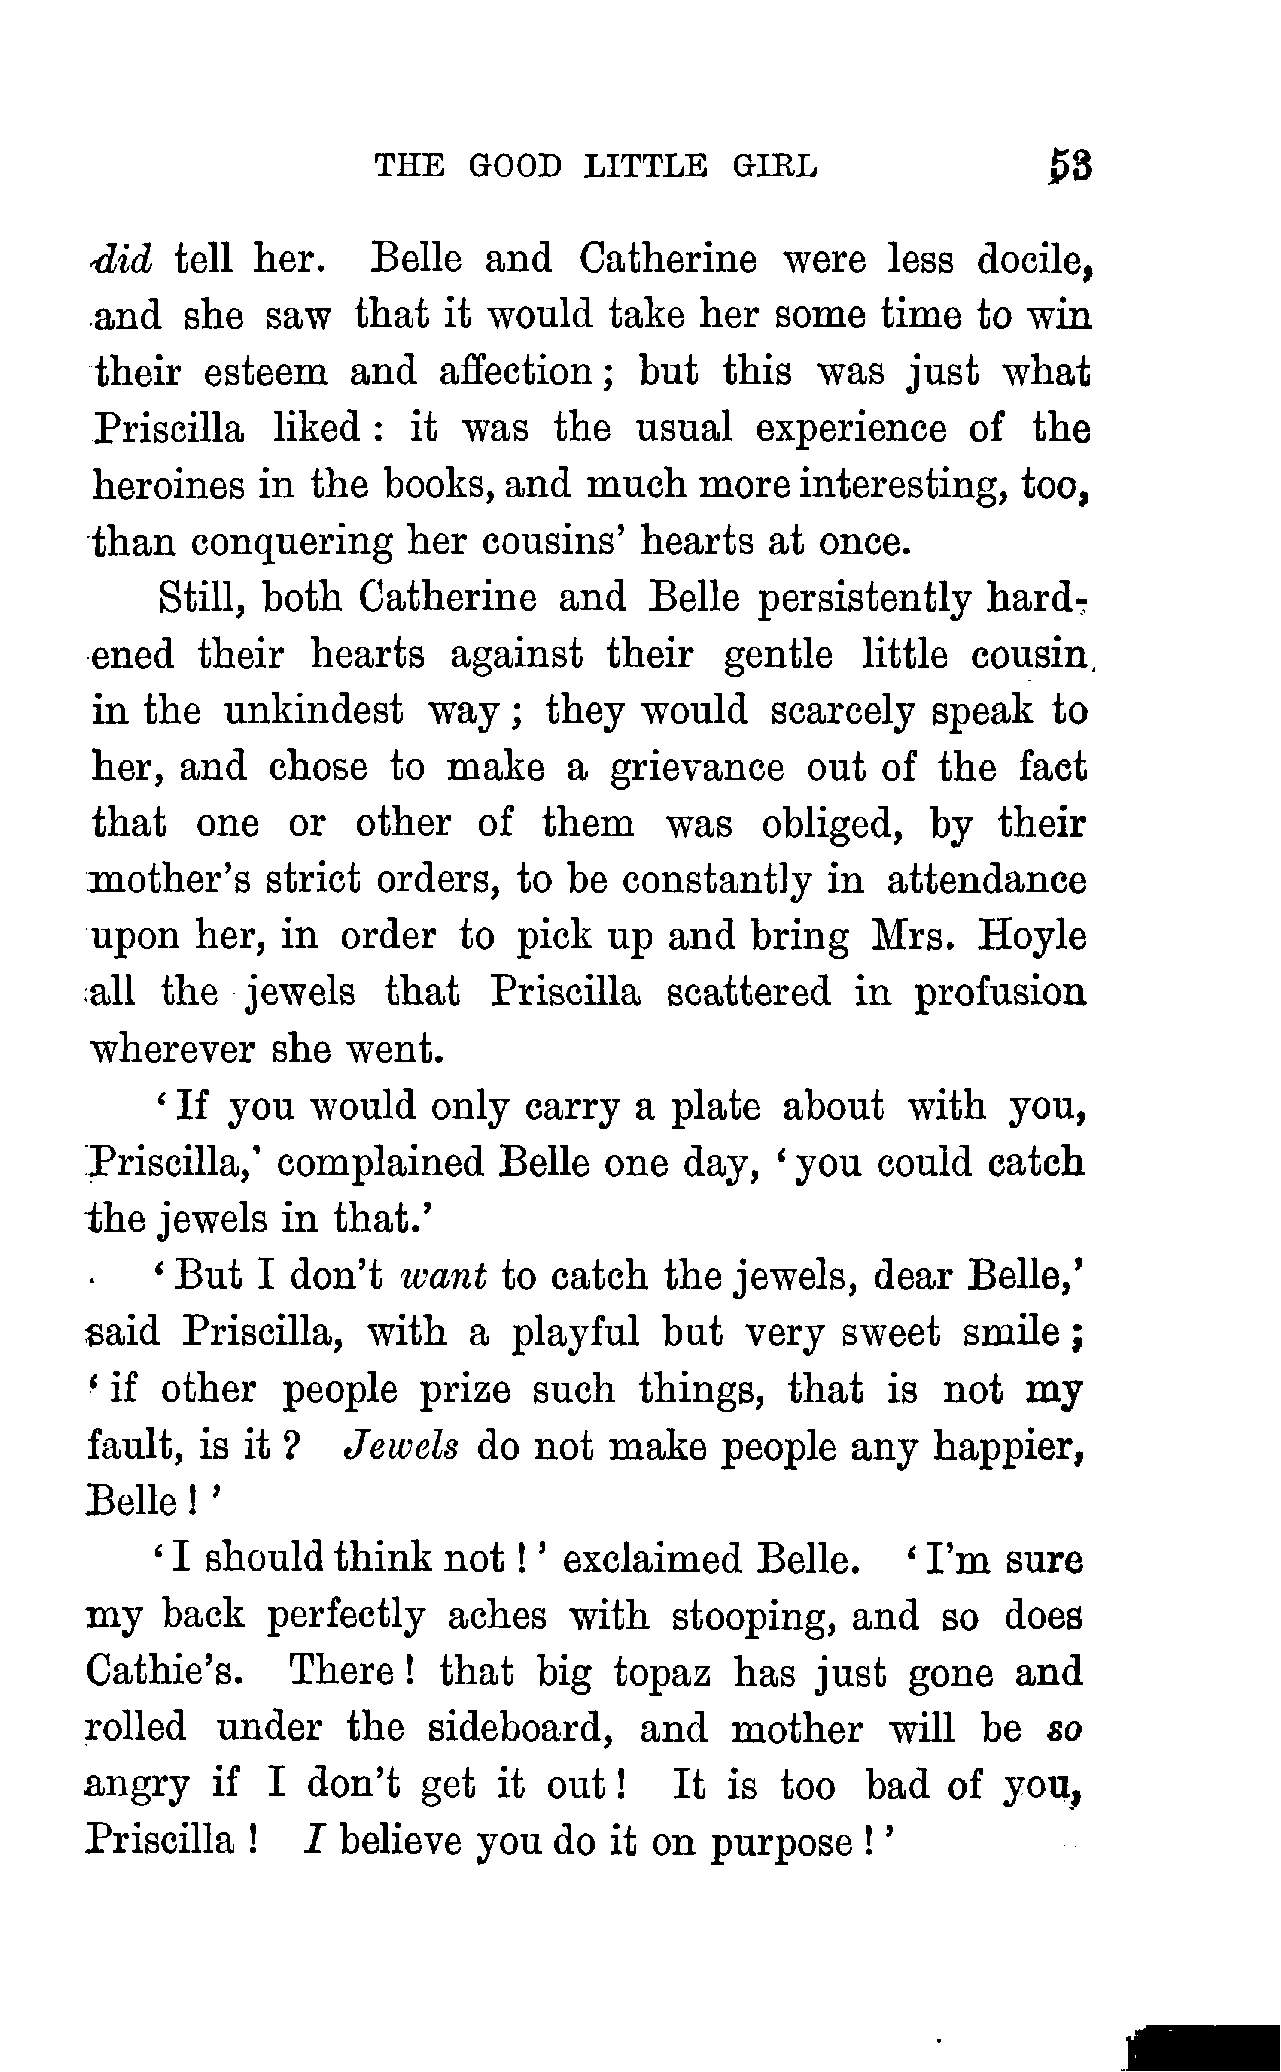 THE GOOD LITTLE GIRL 53
did tell her. Belle and Catherine were less docile,
and she saw that it would take her some time to win
their esteem and affection; but this was just what
Priscilla liked: it was the usual experience of the
heroines in the books, and much more interesting, too,
than conquering her cousins' hearts at once.
Still, both Catherine and Belle persistently hard-
ened their hearts against their gentle little cousin
in the unkindest way; they would scarcely speak to
her, and chose to make a grievance out of the fact
that one or other of them was obliged, by their
mother's strict orders, to be constantly in attendance
upon her, in order to pick up and bring Mrs. Hoyle
all the jewels that Priscilla scattered in profusion
wherever she went.
‘If you would only carry a plate about with you,
Priscilla,’ complained Belle one day, ‘you could catch
the jewels in that.’
‘But I don't want to catch the jewels, dear Belle,’
said Priscilla, with a playful but very sweet smile;
‘if other people prize such things, that is not my
fault, is it? Jewels do not make people any happier,
Belle!’
‘I should think not!’ exclaimed Belle. ‘I'm sure
my back perfectly aches with stooping, and so does
Cathie's. There! that big topaz has just gone and
rolled under the sideboard, and mother will be so
angry if I don't get it out! It is too bad of you,
Priscilla! I believe you do it on purpose!’